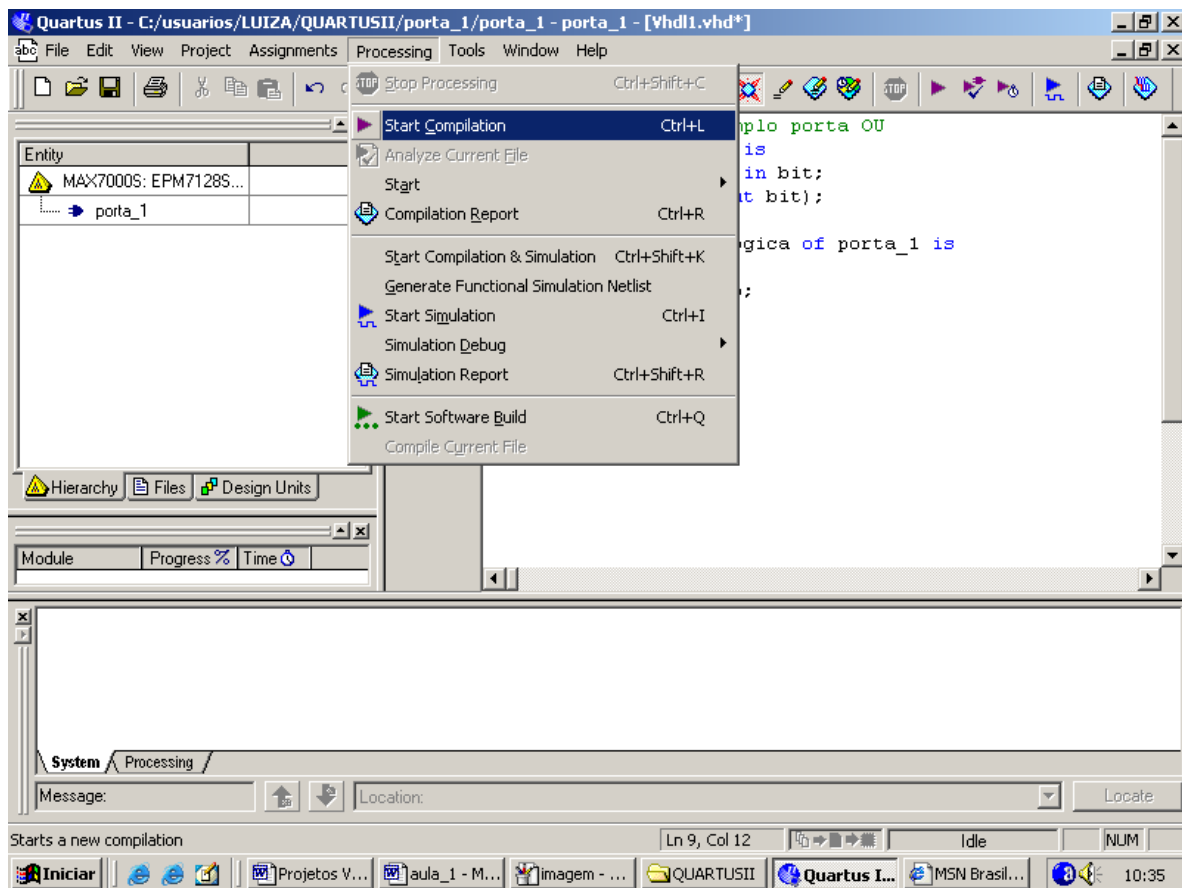 Quartus II - C:/usuarios/LUIZA/QUARTUSII/porta_1/porta_1 - porta_1 - [Vhdl1.vhd*]
abc File Edit View Project Assignments Processing Tools Window Help
Stop Processing Ctrl+Shift+C
Start Compilation Ctrl+L
Analyze Current File
Start
Compilation Report Ctrl+R
Start Compilation & Simulation Ctrl+Shift+K
Generate Functional Simulation Netlist
Start Simulation Ctrl+I
Simulation Debug
Simulation Report Ctrl+Shift+R
Start Software Build Ctrl+Q
Compile Current File
STOP
Entity
MAX7000S: EPM7128S...
porta_1
Hierarchy Files Design Units
Module Progress % Time
mplo porta OU
is
in bit;
ut bit);
ogica of porta_1 is
;
System Processing
Message: Location: Locate
Starts a new compilation Ln 9, Col 12 Idle NUM
Iniciar Projetos V... aula_1 - M... imagem - ... QUARTUSII Quartus I... MSN Brasil... 10:35